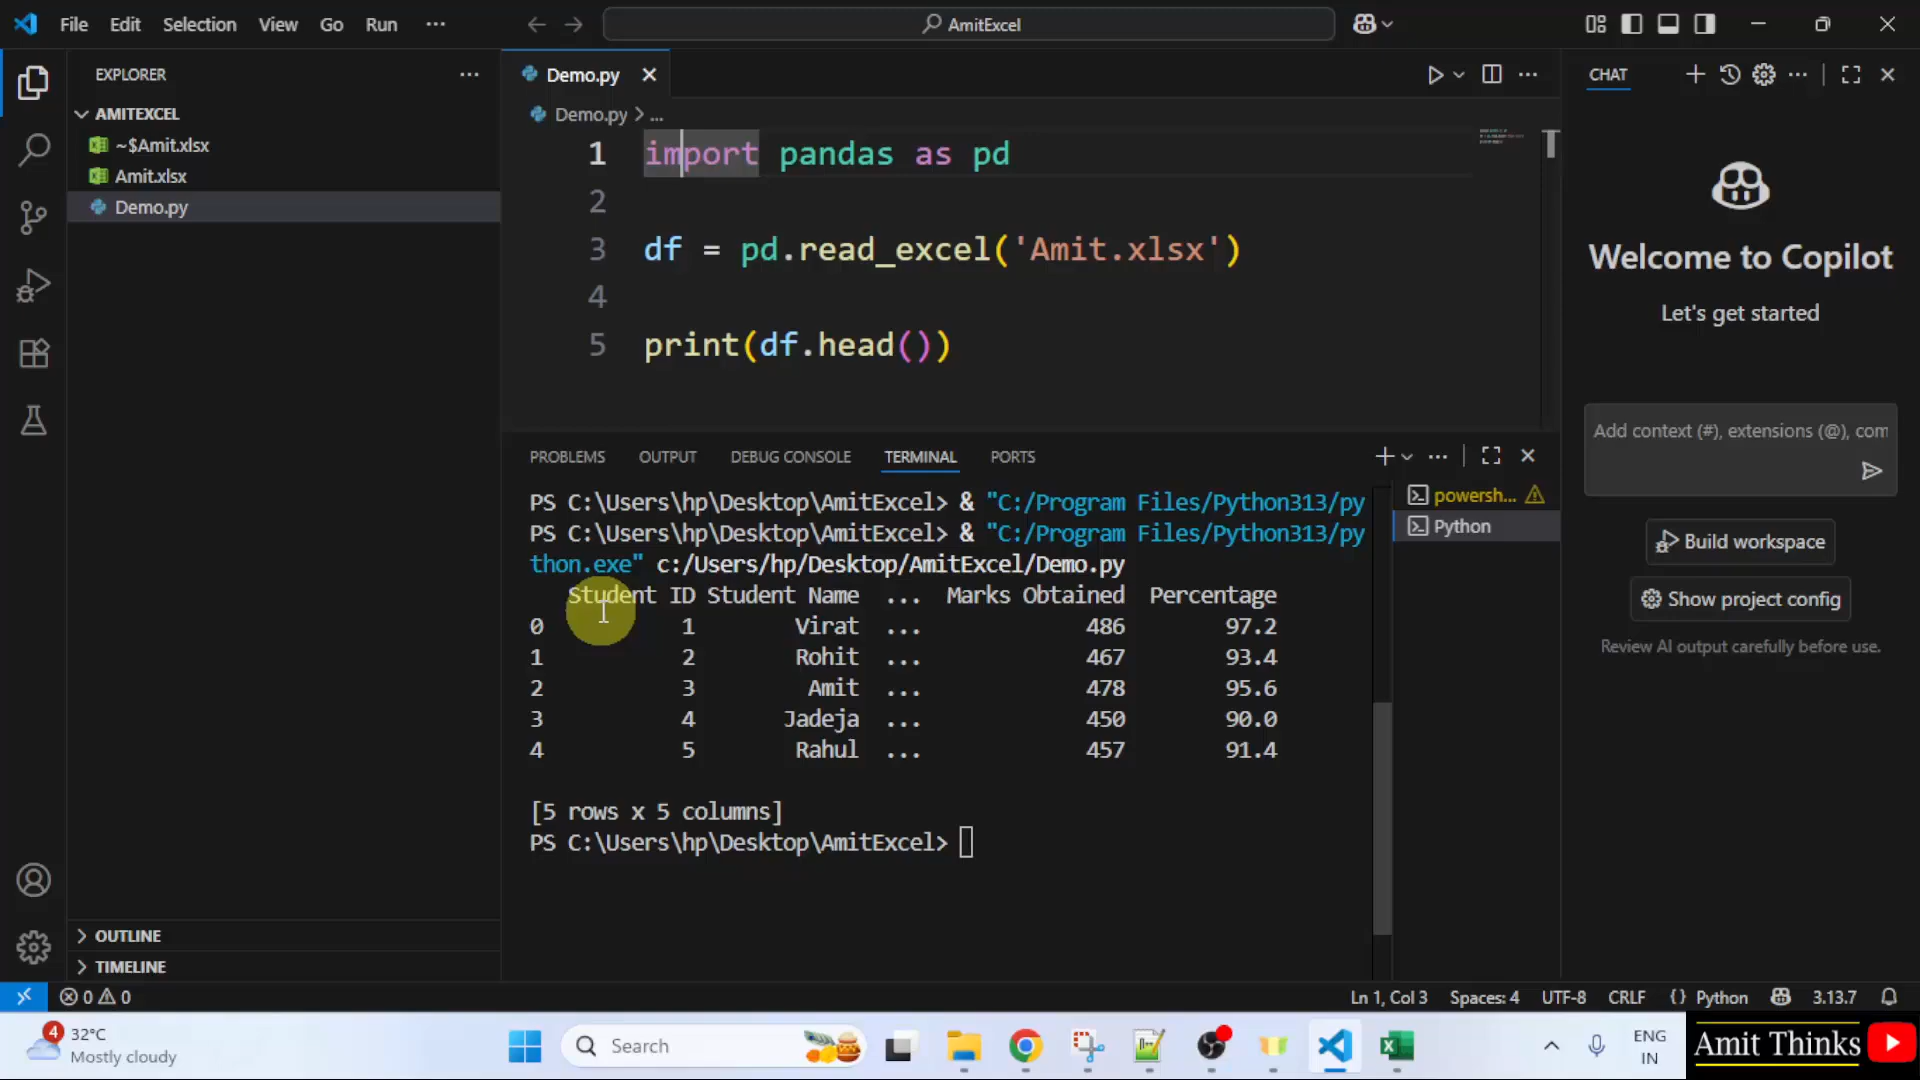 File Edit Selection View Go Run ...
AmitExcel
EXPLORER
AMITEXCEL
~$Amit.xlsx
Amit.xlsx
Demo.py
OUTLINE
TIMELINE
Demo.py
Demo.py > ...
1 import pandas as pd
2
3 df = pd.read_excel('Amit.xlsx')
4
5 print(df.head())
PROBLEMS OUTPUT DEBUG CONSOLE TERMINAL PORTS
PS C:\Users\hp\Desktop\AmitExcel> & "C:/Program Files/Python313/py
PS C:\Users\hp\Desktop\AmitExcel> & "C:/Program Files/Python313/py
thon.exe" c:/Users/hp/Desktop/AmitExcel/Demo.py
Student ID Student Name ... Marks Obtained Percentage
0 1 Virat ... 486 97.2
1 2 Rohit ... 467 93.4
2 3 Amit ... 478 95.6
3 4 Jadeja ... 450 90.0
4 5 Rahul ... 457 91.4
[5 rows x 5 columns]
PS C:\Users\hp\Desktop\AmitExcel>
powersh...
Python
CHAT
Welcome to Copilot
Let's get started
Add context (#), extensions (@), com
Build workspace
Show project config
Review AI output carefully before use.
0 0
Ln 1, Col 3 Spaces: 4 UTF-8 CRLF {} Python 3.13.7
4
32°C
Mostly cloudy
Search
ENG
IN
Amit Thinks